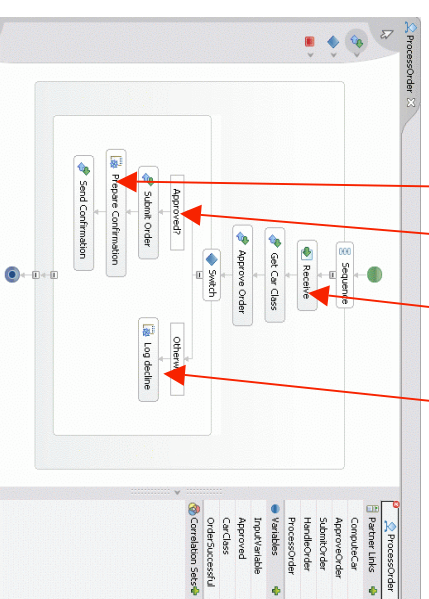 ProcessOrder
Sequence
Receive
Get Car Class
Approve Order
Switch
Approved?
Submit Order
Prepare Confirmation
Send Confirmation
Otherw
Log decline
ProcessOrder
Partner Links
ComputeCar
ApproveOrder
SubmitOrder
HandleOrder
ProcessOrder
Variables
InputVariable
Approved
CarClass
OrderSuccessful
Correlation Sets